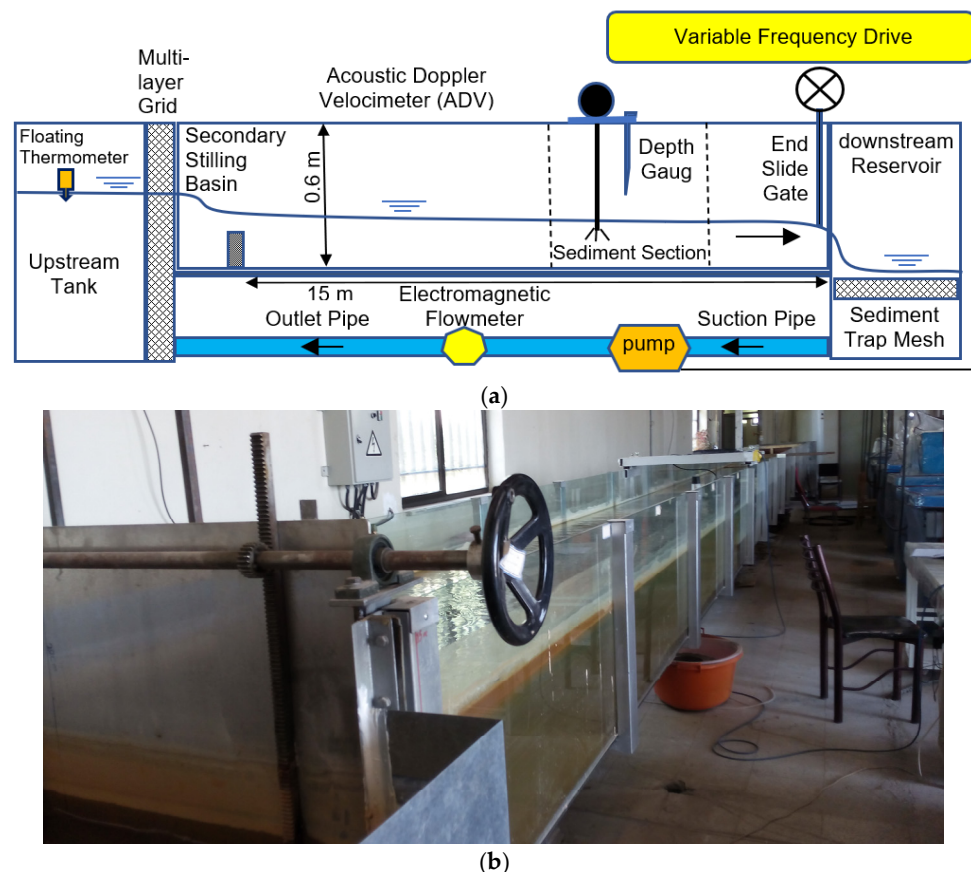 Variable Frequency Drive
Multi-
layer
Grid
Acoustic Doppler
Velocimeter (ADV)
Floating
Thermometer
Secondary
Stilling
Basin
0.6 m
Depth
Gaug
End
Slide
Gate
downstream
Reservoir
Upstream
Tank
Sediment Section
15 m
Electromagnetic
Flowmeter
Outlet Pipe
pump
Suction Pipe
Sediment
Trap Mesh
(a)
(b)